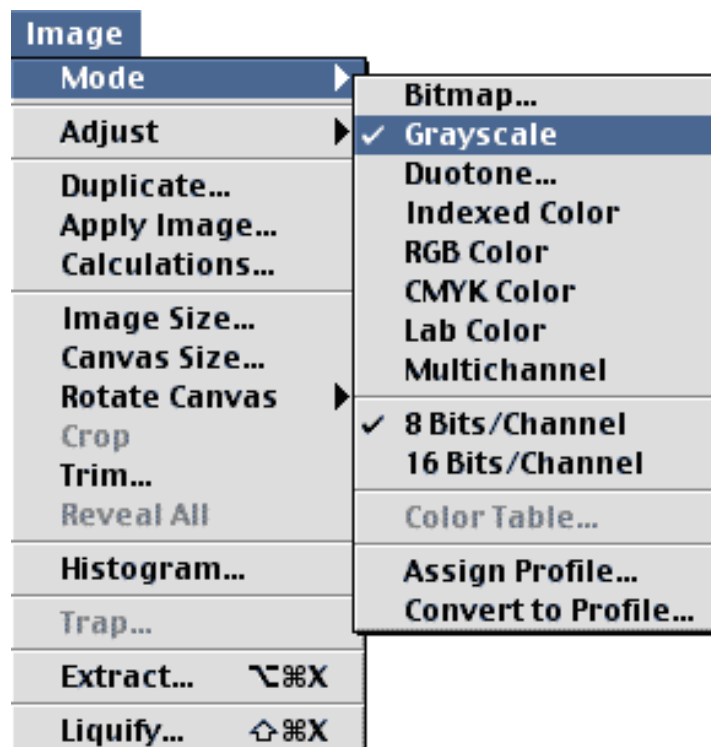 Image
Mode
Adjust
Duplicate...
Apply Image...
Calculations...
Image Size...
Canvas Size...
Rotate Canvas
Crop
Trim...
Reveal All
Histogram...
Trap...
Extract... ⌥⌘X
Liquify... ⇧⌘X
Bitmap...
✓ Grayscale
Duotone...
Indexed Color
RGB Color
CMYK Color
Lab Color
Multichannel
✓ 8 Bits/Channel
16 Bits/Channel
Color Table...
Assign Profile...
Convert to Profile...